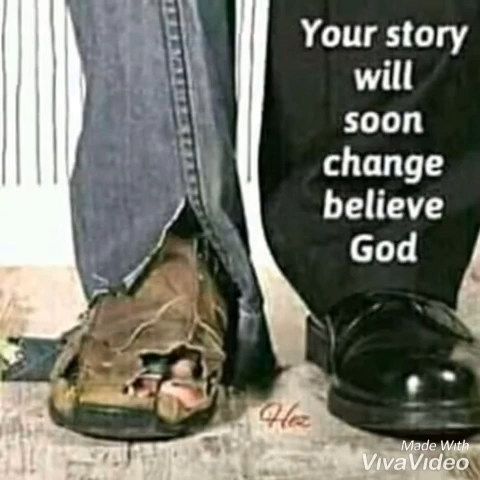 Your story
will
soon
change
believe
God
Hez
Made With
VivaVideo